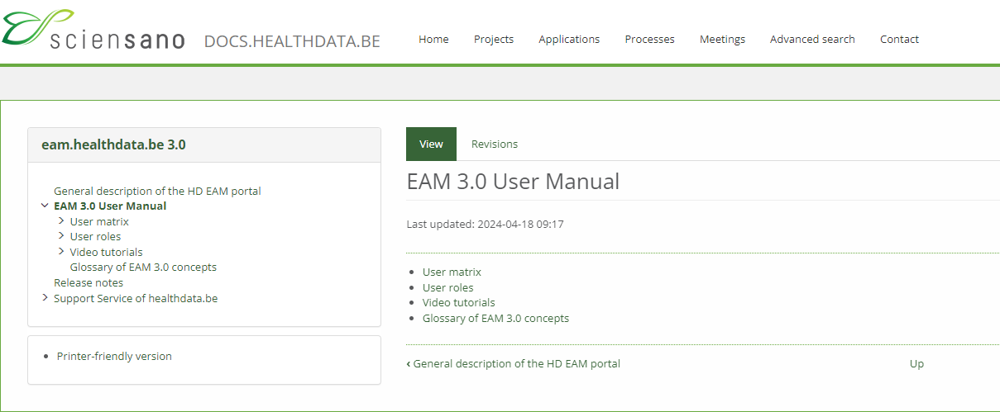 sciensano DOCS.HEALTHDATA.BE Home Projects Applications Processes Meetings Advanced search Contact
eam.healthdata.be 3.0
General description of the HD EAM portal
EAM 3.0 User Manual
User matrix
User roles
Video tutorials
Glossary of EAM 3.0 concepts
Release notes
Support Service of healthdata.be
Printer-friendly version
View Revisions
EAM 3.0 User Manual
Last updated: 2024-04-18 09:17
User matrix
User roles
Video tutorials
Glossary of EAM 3.0 concepts
‹ General description of the HD EAM portal Up